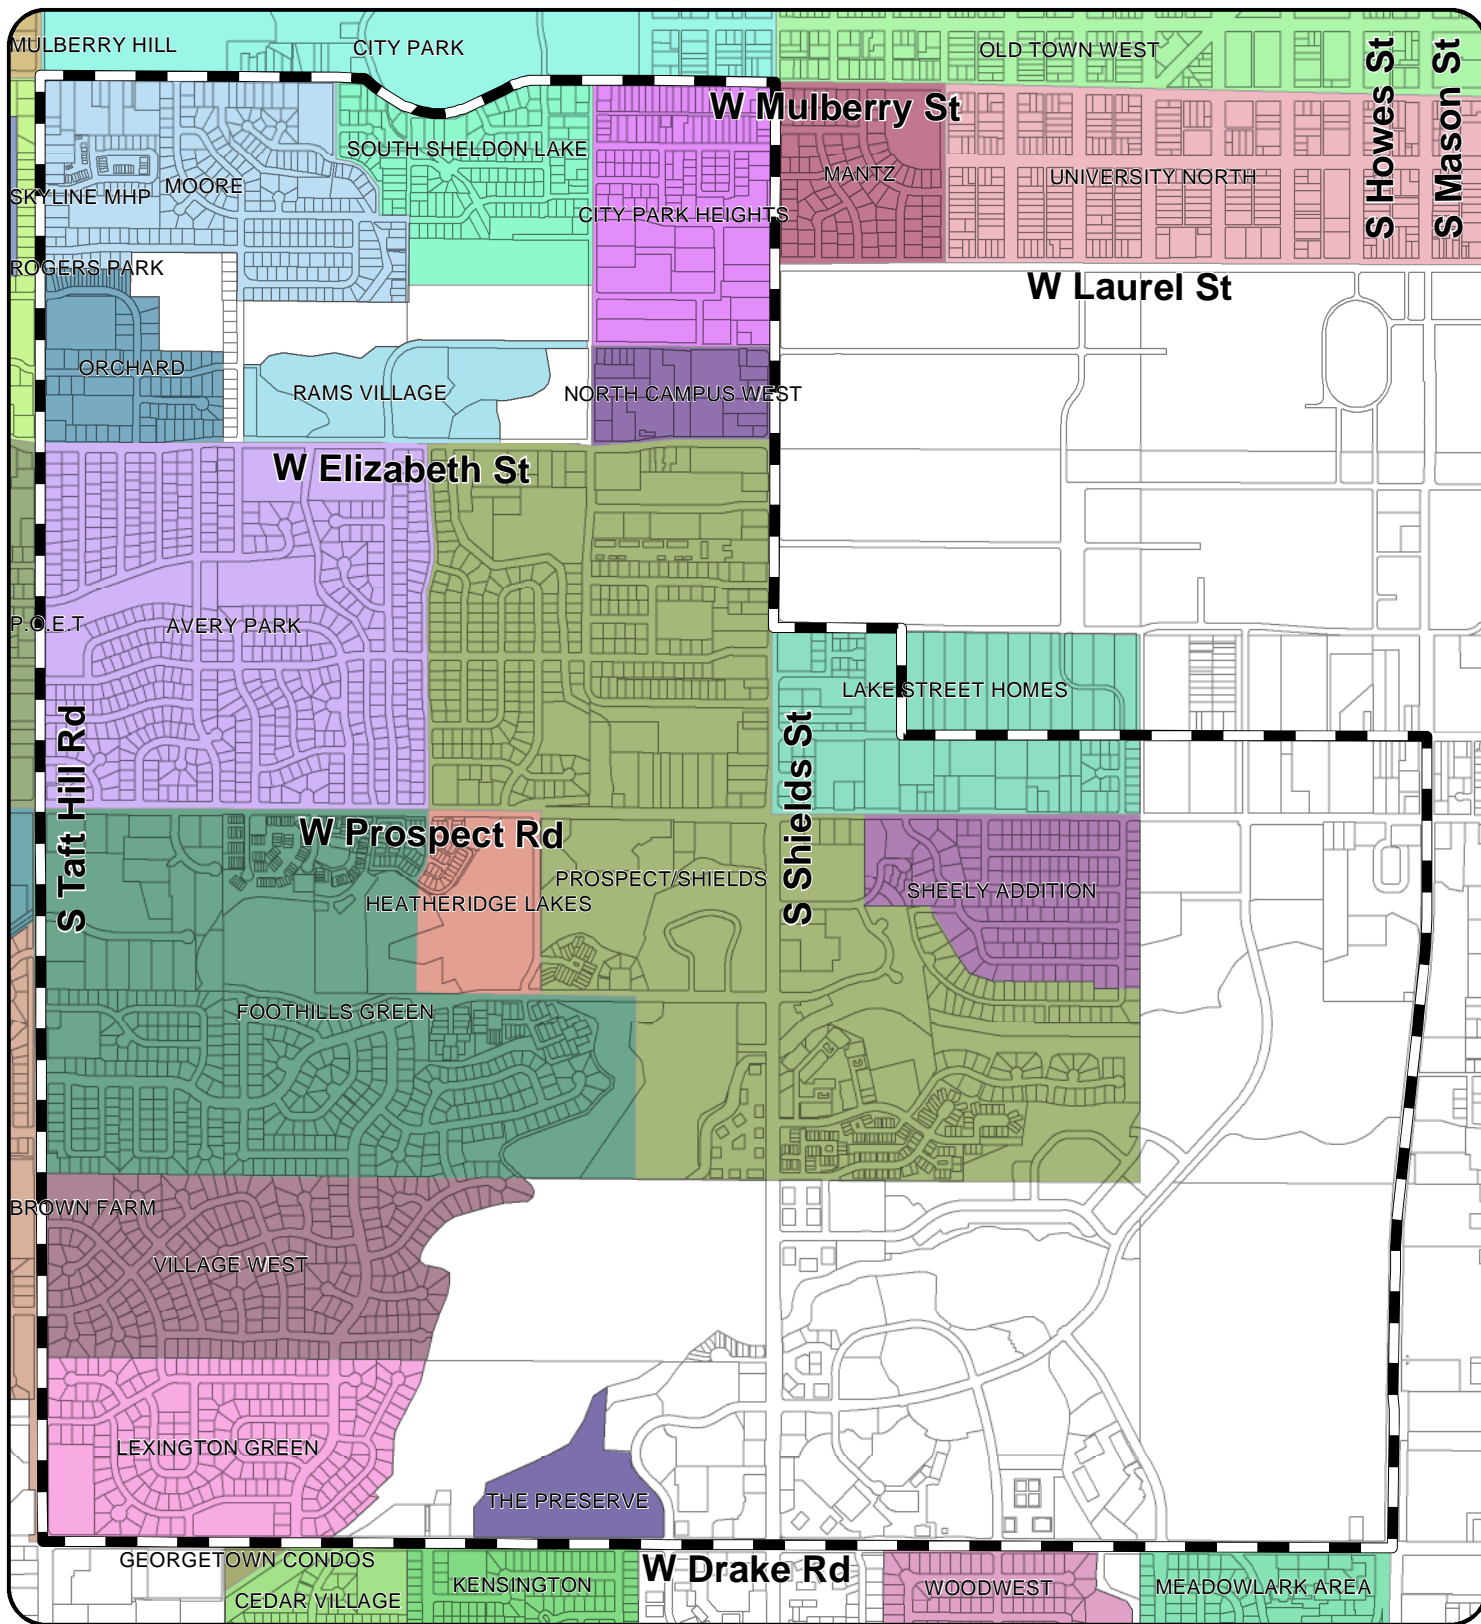 MULBERRY HILL
CITY PARK
OLD TOWN WEST
S Howes St
S Mason St
W Mulberry St
SOUTH SHELDON LAKE
MOORE
SKYLINE MHP
MANTZ
UNIVERSITY NORTH
CITY PARK HEIGHTS
ROGERS PARK
W Laurel St
ORCHARD
RAMS VILLAGE
NORTH CAMPUS WEST
W Elizabeth St
P.O.E.T
AVERY PARK
LAKE STREET HOMES
S Taft Hill Rd
S Shields St
W Prospect Rd
PROSPECT/SHIELDS
SHEELY ADDITION
HEATHERIDGE LAKES
FOOTHILLS GREEN
BROWN FARM
VILLAGE WEST
LEXINGTON GREEN
THE PRESERVE
GEORGETOWN CONDOS
W Drake Rd
CEDAR VILLAGE
KENSINGTON
WOODWEST
MEADOWLARK AREA